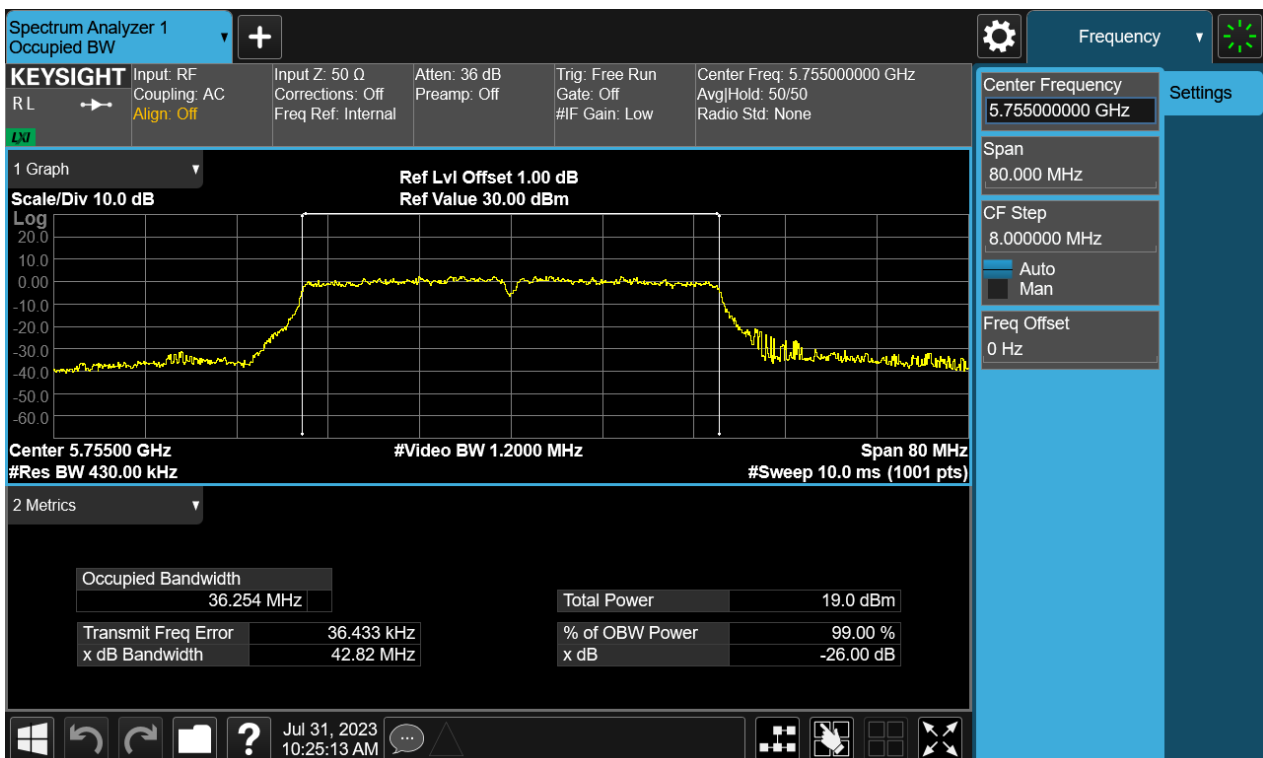 Spectrum Analyzer 1
Occupied BW
Frequency
KEYSIGHT
R L
LXI
Input: RF
Coupling: AC
Align: Off
Input Z: 50 Ω
Corrections: Off
Freq Ref: Internal
Atten: 36 dB
Preamp: Off
Trig: Free Run
Gate: Off
#IF Gain: Low
Center Freq: 5.755000000 GHz
Avg|Hold: 50/50
Radio Std: None
Center Frequency
5.755000000 GHz
Settings
Span
80.000 MHz
CF Step
8.000000 MHz
Auto
Man
Freq Offset
0 Hz
1 Graph
Scale/Div 10.0 dB
Ref Lvl Offset 1.00 dB
Ref Value 30.00 dBm
Log
20.0
10.0
0.00
-10.0
-20.0
-30.0
-40.0
-50.0
-60.0
Center 5.75500 GHz
#Video BW 1.2000 MHz
Span 80 MHz
#Res BW 430.00 kHz
#Sweep 10.0 ms (1001 pts)
2 Metrics
Occupied Bandwidth
36.254 MHz
Total Power 19.0 dBm
Transmit Freq Error 36.433 kHz
% of OBW Power 99.00 %
x dB Bandwidth 42.82 MHz
x dB -26.00 dB
?
Jul 31, 2023
10:25:13 AM